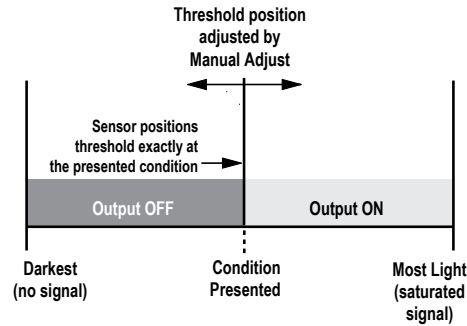 Threshold position
adjusted by
Manual Adjust
Sensor positions
threshold exactly at
the presented condition
Output OFF
Output ON
Darkest
(no signal)
Condition
Presented
Most Light
(saturated
signal)